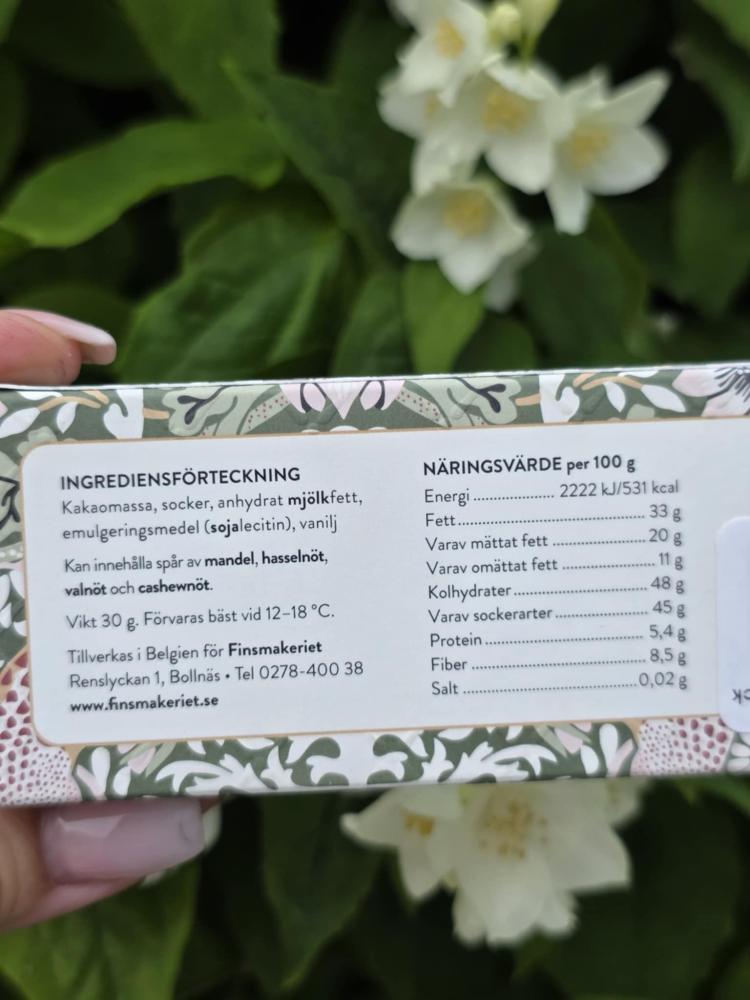 INGREDIENSFÖRTECKNING
Kakaomassa, socker, anhydrat mjölkfett,
emulgeringsmedel (sojalecitin), vanilj
Kan innehålla spår av mandel, hasselnöt,
valnöt och cashewnöt.
Vikt 30 g. Förvaras bäst vid 12–18 °C.
Tillverkas i Belgien för Finsmakeriet
Renslyckan 1, Bollnäs • Tel 0278-400 38
www.finsmakeriet.se
NÄRINGSVÄRDE per 100 g
Energi ................... 2222 kJ/531 kcal
Fett ............................................. 33 g
Varav mättat fett ....................... 20 g
Varav omättat fett ...................... 11 g
Kolhydrater ................................. 48 g
Varav sockerarter ....................... 45 g
Protein ....................................... 5,4 g
Fiber ........................................... 8,5 g
Salt ........................................... 0,02 g